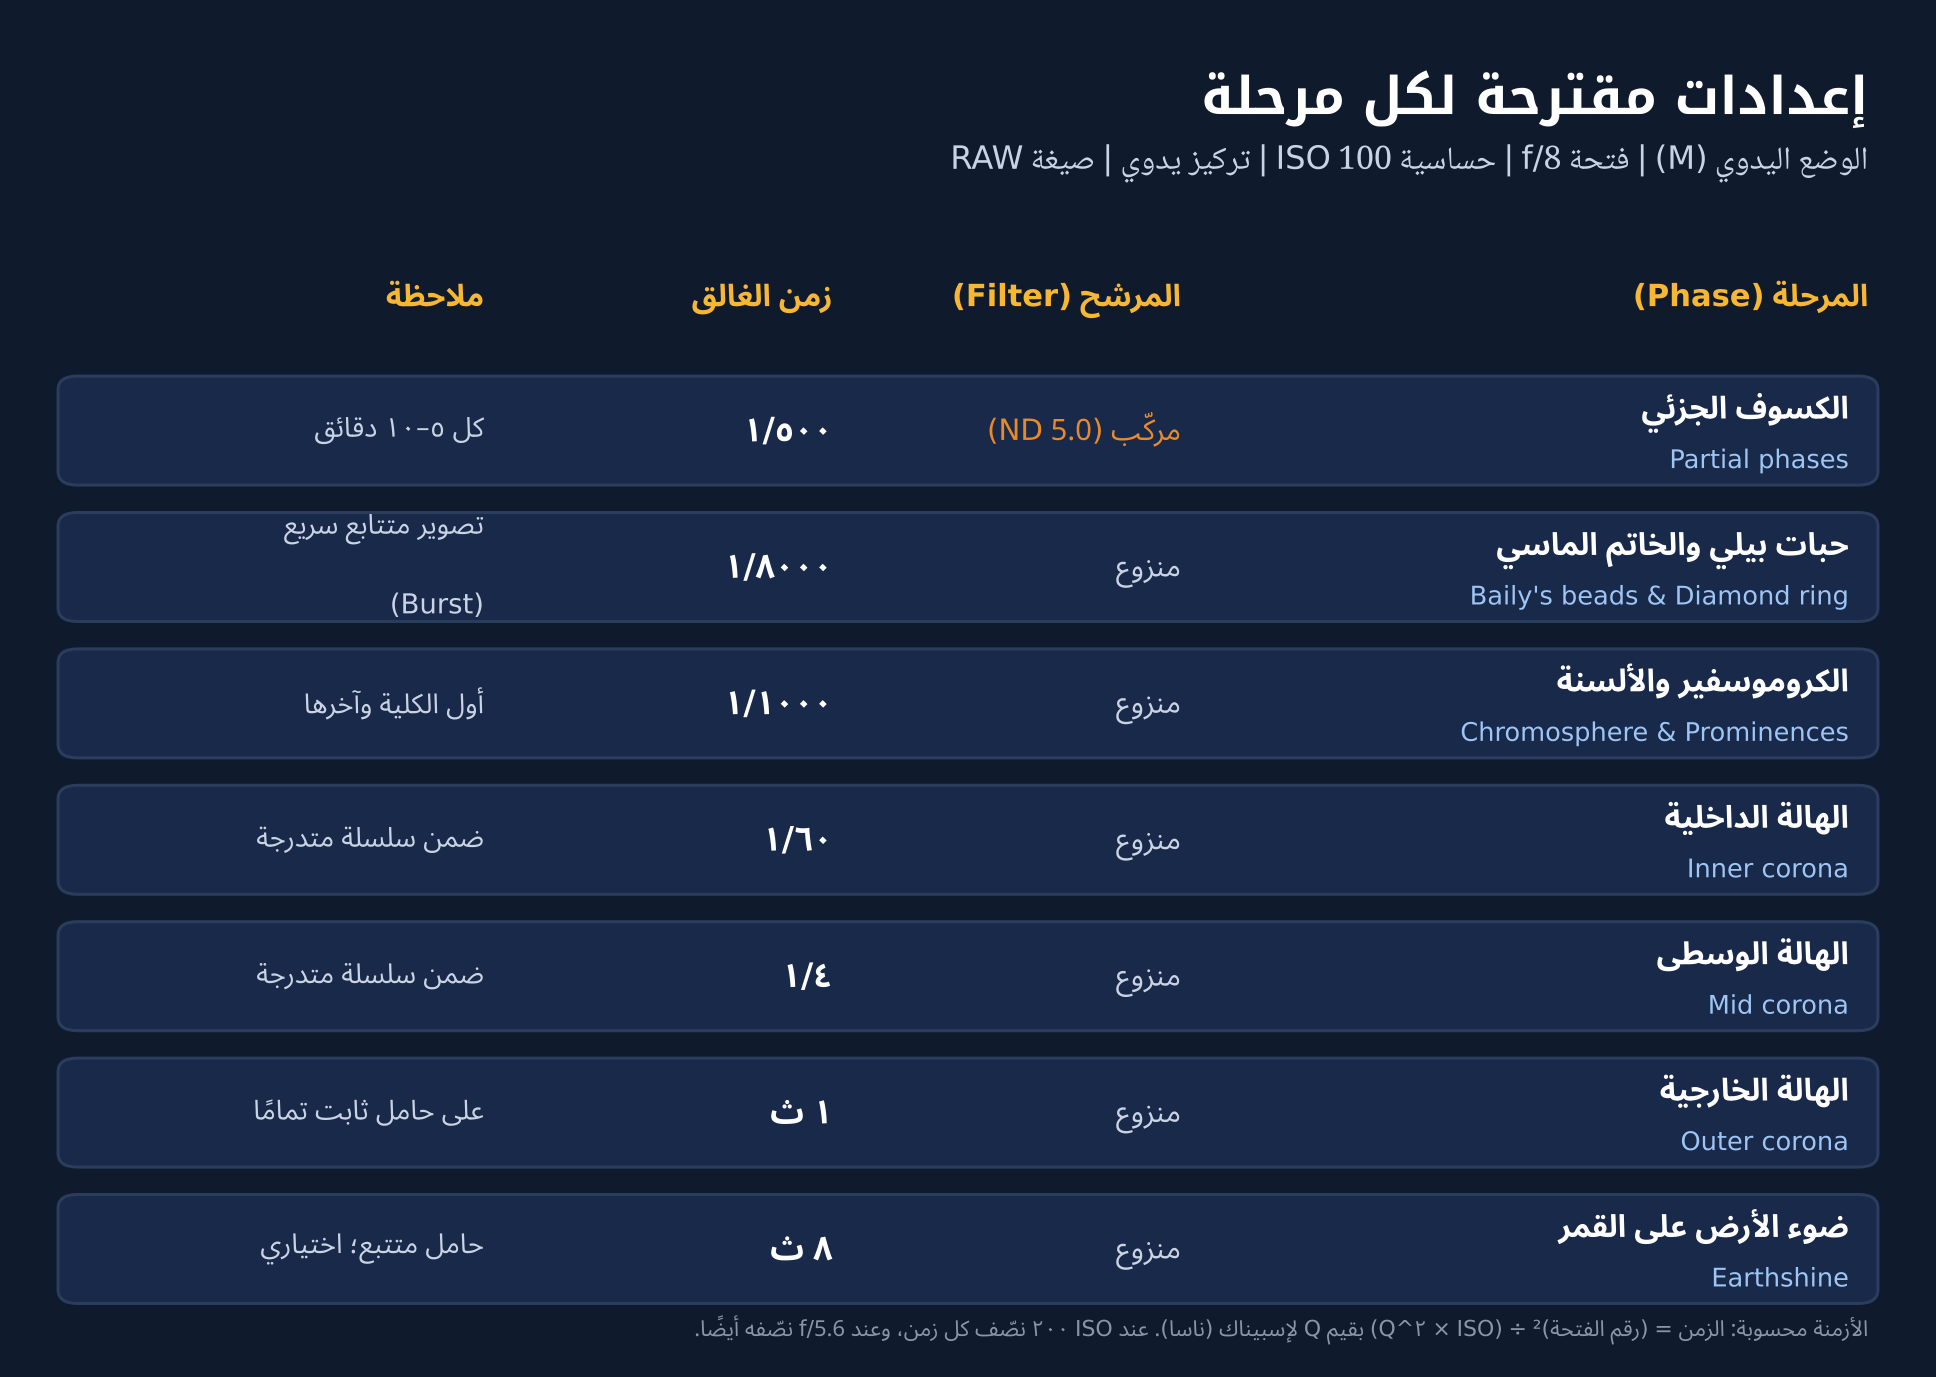 إعدادات مقترحة لكل مرحلة
الوضع اليدوي (M) | فتحة f/8 | حساسية ISO 100 | تركيز يدوي | صيغة RAW
المرحلة (Phase) المرشح (Filter) زمن الغالق ملاحظة
الكسوف الجزئي
Partial phases
مركّب (ND 5.0)
١/٥٠٠
كل ٥–١٠ دقائق
حبات بيلي والخاتم الماسي
Baily's beads & Diamond ring
منزوع
١/٨٠٠٠
تصوير متتابع سريع
(Burst)
الكروموسفير والألسنة
Chromosphere & Prominences
منزوع
١/١٠٠٠
أول الكلية وآخرها
الهالة الداخلية
Inner corona
منزوع
١/٦٠
ضمن سلسلة متدرجة
الهالة الوسطى
Mid corona
منزوع
١/٤
ضمن سلسلة متدرجة
الهالة الخارجية
Outer corona
منزوع
١ ث
على حامل ثابت تمامًا
ضوء الأرض على القمر
Earthshine
منزوع
٨ ث
حامل متتبع؛ اختياري
الأزمنة محسوبة: الزمن = (رقم الفتحة)² ÷ (ISO × ٢^Q) بقيم Q لإسبيناك (ناسا). عند ISO ٢٠٠ نصّف كل زمن، وعند f/5.6 نصّفه أيضًا.